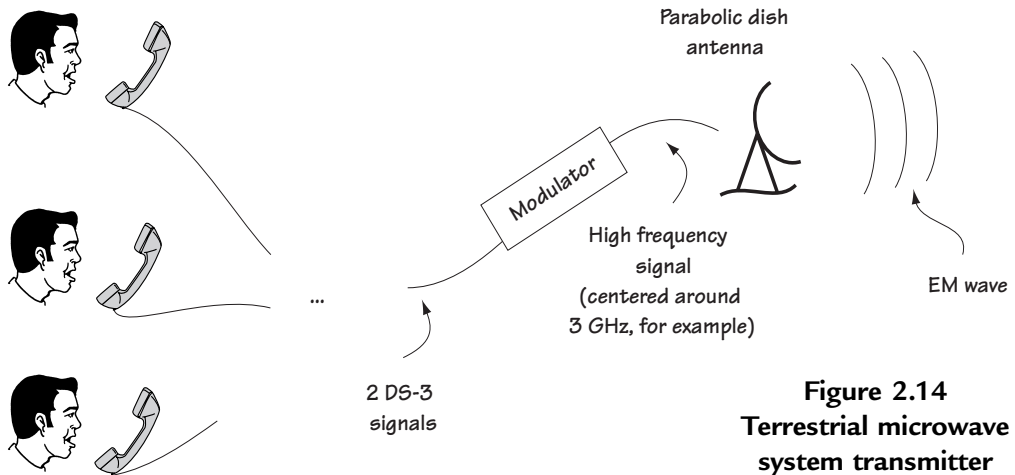 Parabolic dish
antenna
Modulator
High frequency
signal
(centered around
3 GHz, for example)
EM wave
...
2 DS-3
signals
Figure 2.14
Terrestrial microwave
system transmitter